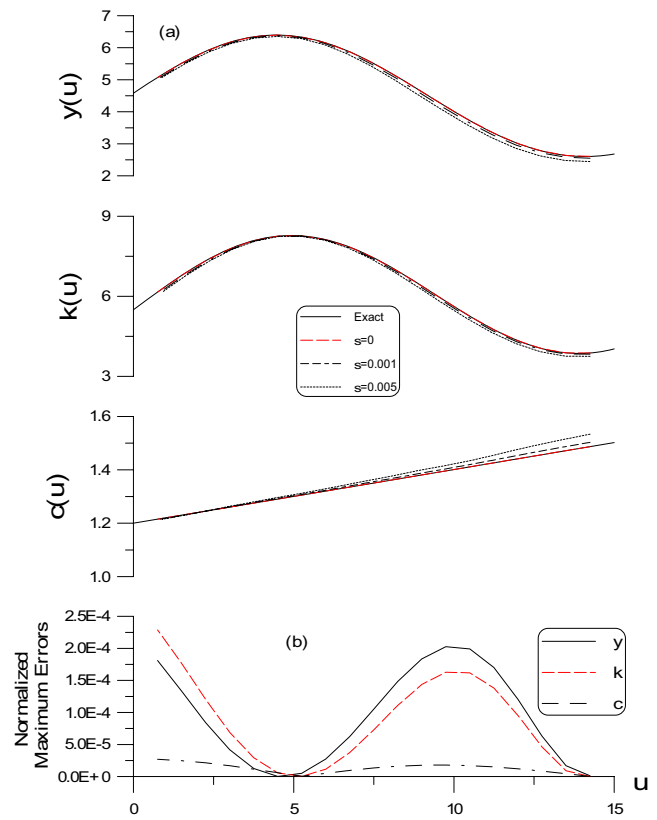 (a)
y(u)
7
6
5
4
3
2
k(u)
9
6
3
Exact
s=0
s=0.001
s=0.005
c(u)
1.6
1.4
1.2
1.0
(b)
Normalized
Maximum Errors
2.5E-4
2.0E-4
1.5E-4
1.0E-4
5.0E-5
0.0E+0
y
k
c
0
5
10
15
u